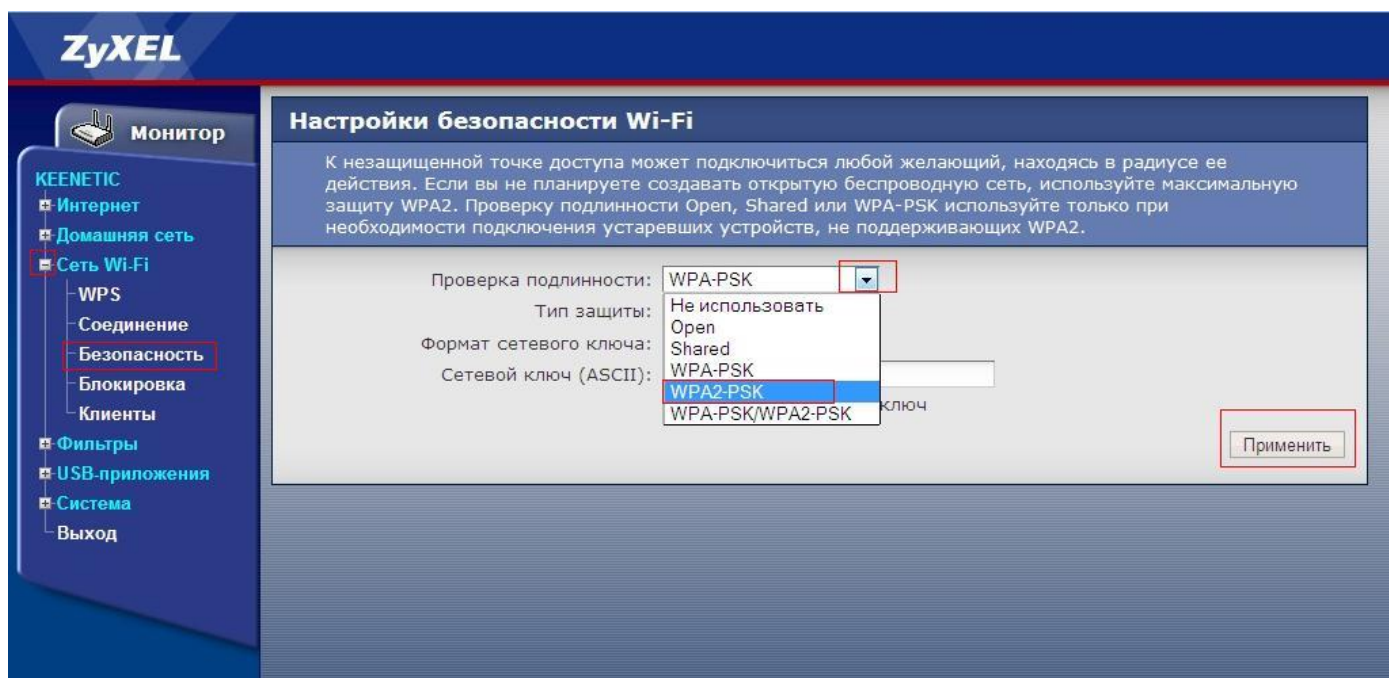 ZyXEL
Монитор
KEENETIC
Интернет
Домашняя сеть
Сеть Wi-Fi
WPS
Соединение
Безопасность
Блокировка
Клиенты
Фильтры
USB-приложения
Система
Выход
Настройки безопасности Wi-Fi
К незащищенной точке доступа может подключиться любой желающий, находясь в радиусе ее
действия. Если вы не планируете создавать открытую беспроводную сеть, используйте максимальную
защиту WPA2. Проверку подлинности Open, Shared или WPA-PSK используйте только при
необходимости подключения устаревших устройств, не поддерживающих WPA2.
Проверка подлинности: WPA-PSK
Тип защиты:
Формат сетевого ключа:
Сетевой ключ (ASCII):
Не использовать
Open
Shared
WPA-PSK
WPA2-PSK
WPA-PSK/WPA2-PSK
ключ
Применить